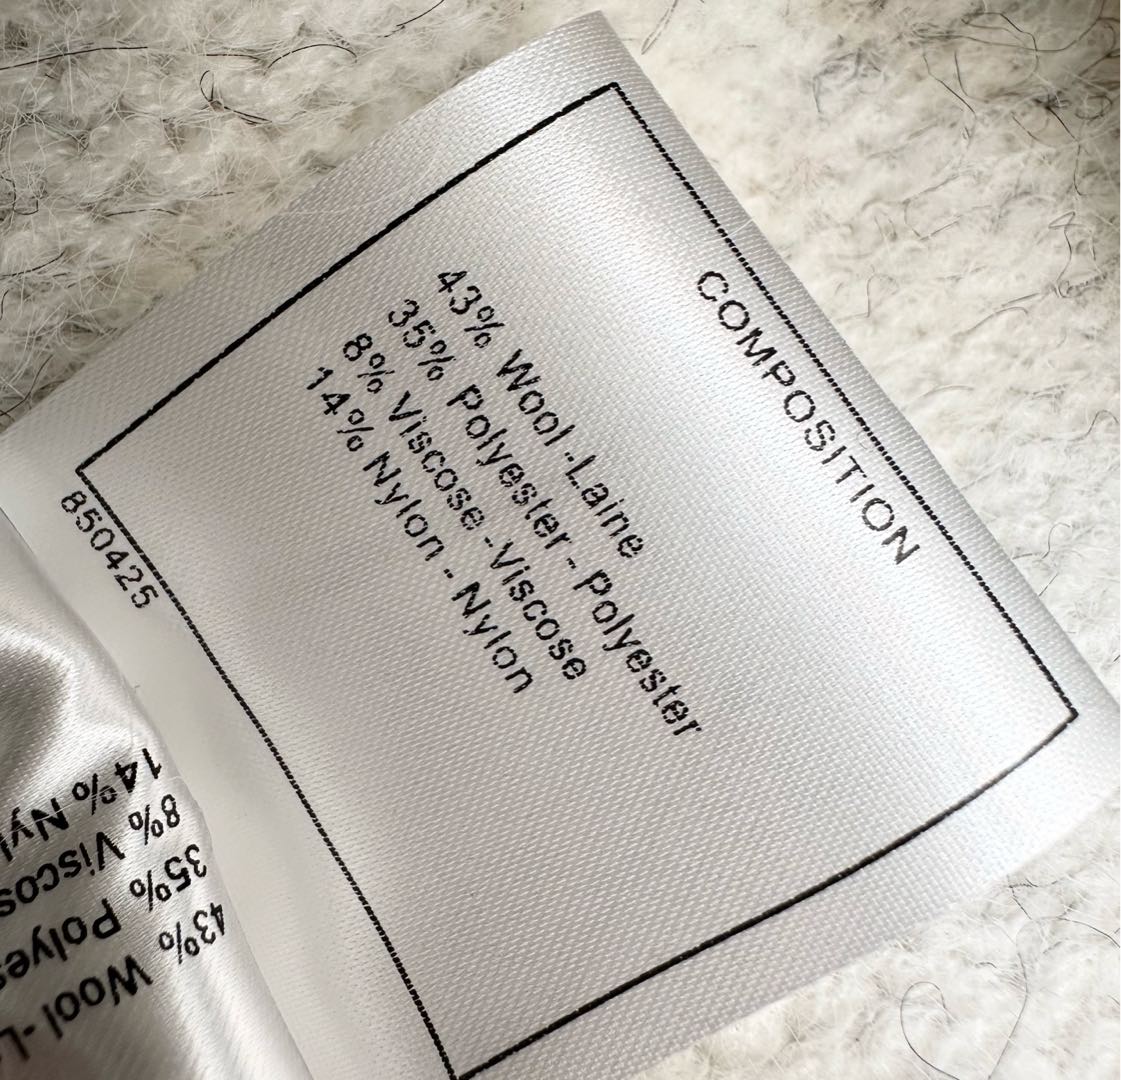 COMPOSITION
43% Wool - Laine
35% Polyester - Polyester
8% Viscose - Viscose
14% Nylon - Nylon
850425
43% Wool -
35%
8%
14%